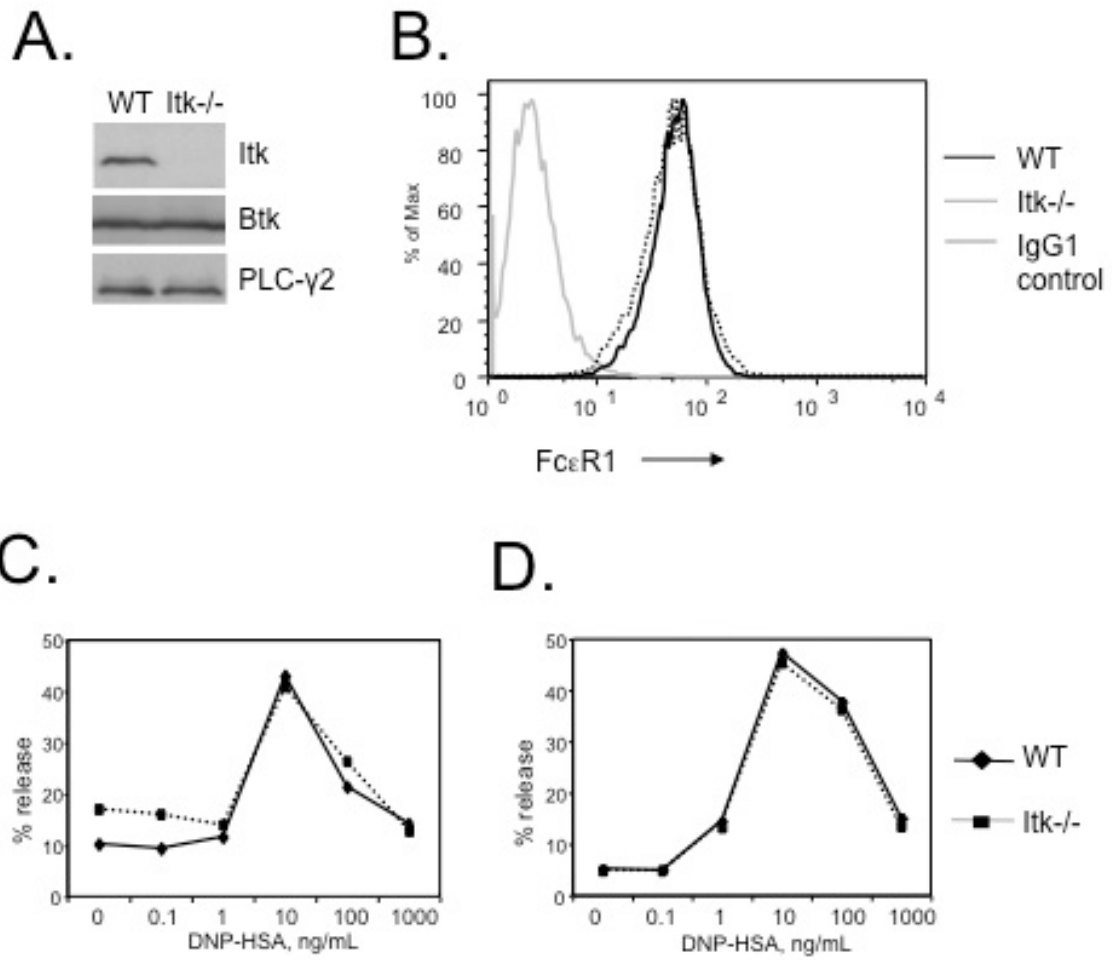 A.
WT Itk-/-
Itk
Btk
PLC-γ2
B.
100
80
60
40
20
0
% of Max
10 0
10 1
10 2
10 3
10 4
FcεR1
WT
Itk-/-
IgG1
control
C.
50
40
30
20
10
0
% release
0 0.1 1 10 100 1000
DNP-HSA, ng/mL
D.
50
40
30
20
10
0
% release
0 0.1 1 10 100 1000
DNP-HSA, ng/mL
WT
Itk-/-